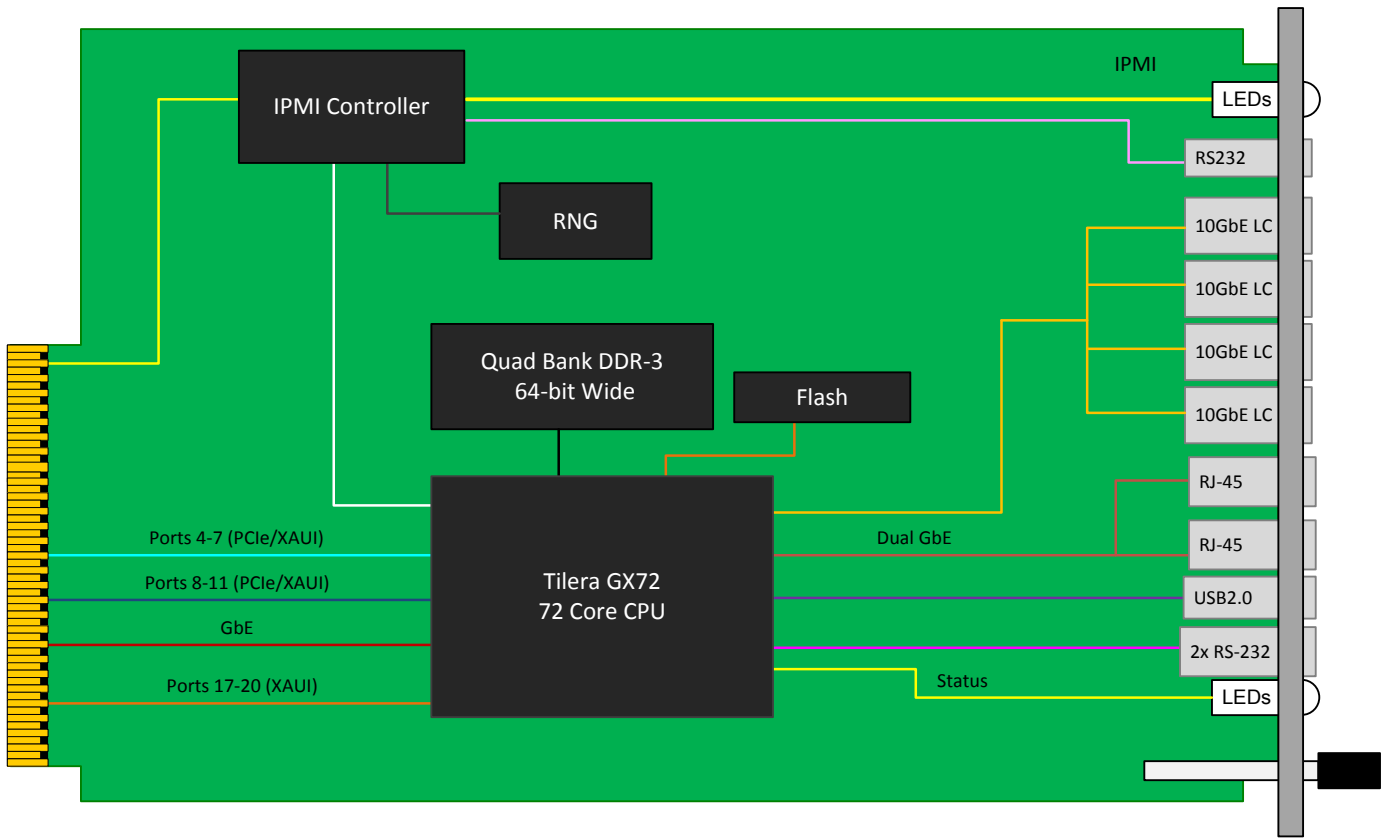 IPMI
IPMI Controller
LEDs
RS232
RNG
10GbE LC
10GbE LC
10GbE LC
10GbE LC
Quad Bank DDR-3
64-bit Wide
Flash
RJ-45
Ports 4-7 (PCIe/XAUI)
Dual GbE
RJ-45
Ports 8-11 (PCIe/XAUI)
Tilera GX72
72 Core CPU
USB2.0
GbE
2x RS-232
Ports 17-20 (XAUI)
Status
LEDs